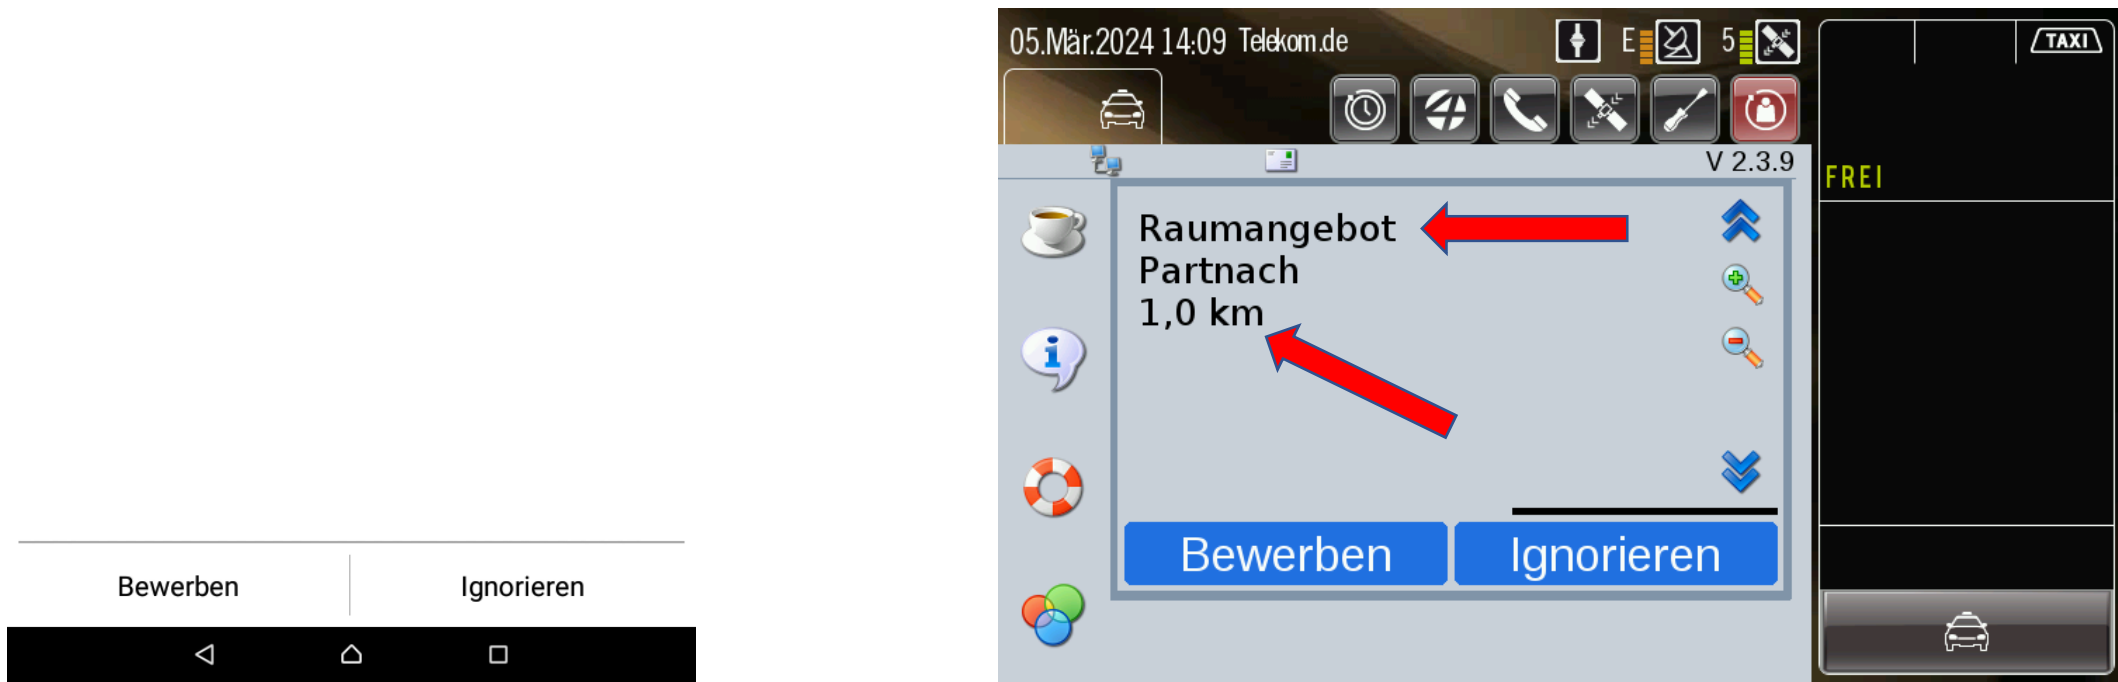 Bewerben Ignorieren
05.Mär.2024 14:09 Telekom.de E 5
TAXI
V 2.3.9
FREI
Raumangebot
Partnach
1,0 km
Bewerben Ignorieren